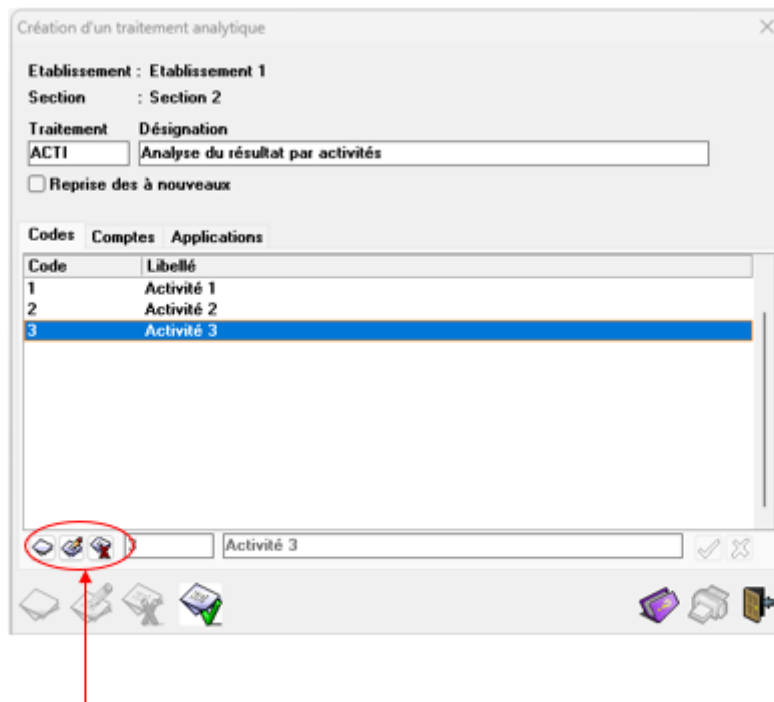 Création d'un traitement analytique
Etablissement : Etablissement 1
Section : Section 2
Traitement Désignation
ACTI Analyse du résultat par activités
Reprise des à nouveaux
Codes Comptes Applications
Code Libellé
1 Activité 1
2 Activité 2
3 Activité 3
3 Activité 3